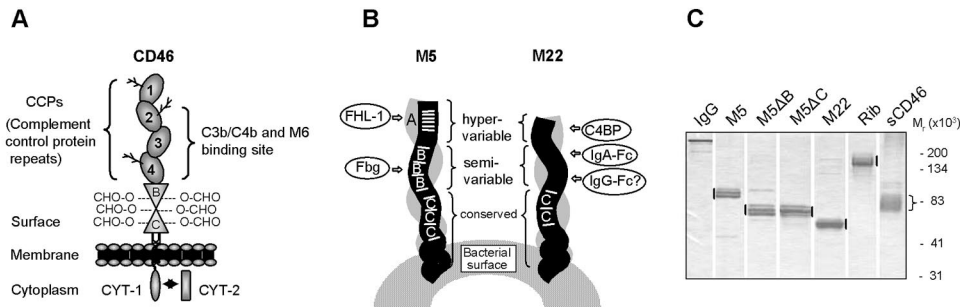 A
CD46
CCPs
(Complement
control protein
repeats)
1
2
3
4
C3b/C4b and M6
binding site
B
CHO-O O-CHO
CHO-O O-CHO
CHO-O O-CHO
C
Surface
Membrane
Cytoplasm
CYT-1
CYT-2
B
M5
M22
FHL-1
A
hyper-
variable
C4BP
Fbg
B
B
B
semi-
variable
IgA-Fc
IgG-Fc?
C
C
C
conserved
C
C
Bacterial
surface
C
IgG
M5
M5ΔB
M5ΔC
M22
Rib
sCD46
Mr (x10³)
- 200
- 134
- 83
- 41
- 31